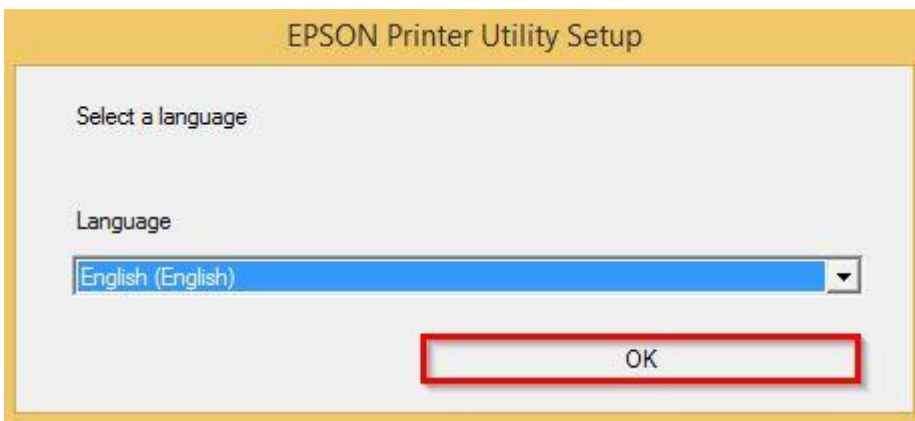 EPSON Printer Utility Setup
Select a language
Language
English (English)
OK